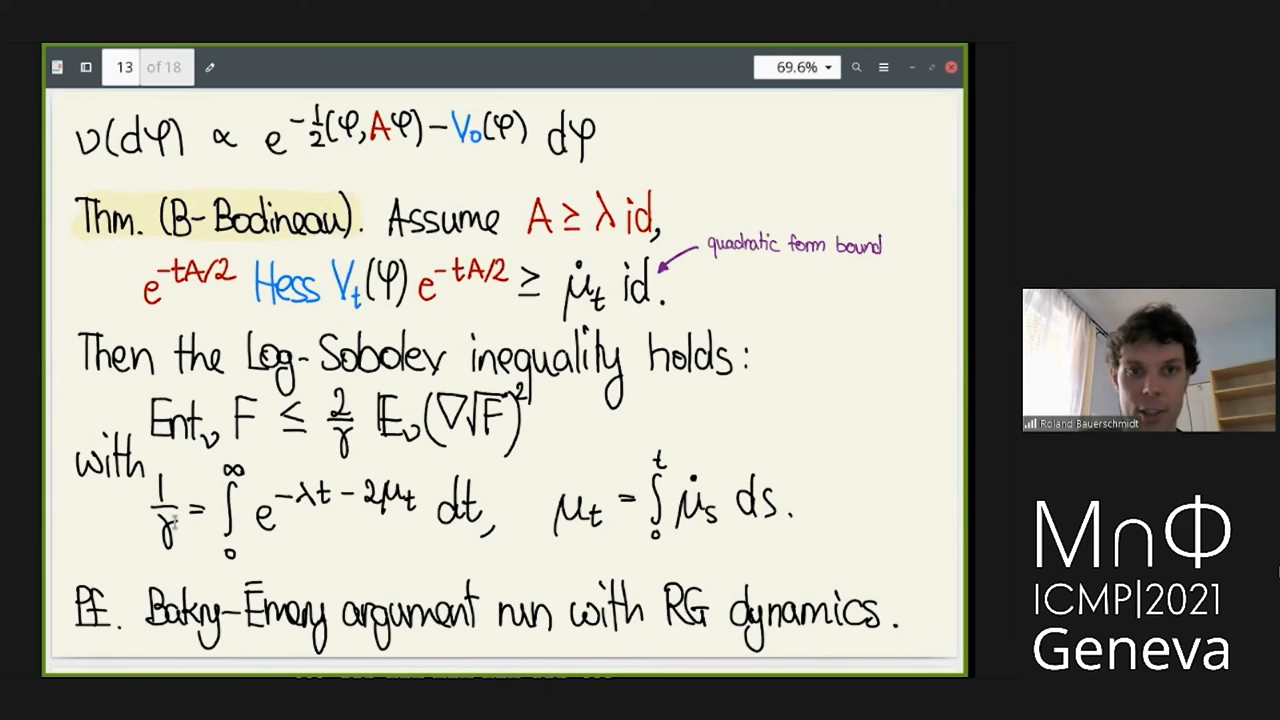 13 of 18
69.6%
ν(dφ) ∝ e^{-½(φ,Aφ)-V₀(φ)} dφ
Thm. (B-Bodineau). Assume A ≥ λ id,
quadratic form bound
e^{-tA/2} Hess V_t(φ) e^{-tA/2} ≥ μ̇_t id.
Then the Log-Sobolev inequality holds:
Ent_ν F ≤ 2/γ 𝔼_ν(∇√F)²
with
1/γ = ∫₀^∞ e^{-λt-2μ_t} dt, μ_t = ∫₀^t μ̇_s ds.
Pf. Bakry-Emery argument run with RG dynamics.
Roland Bauerschmidt
M∩Φ
ICMP|2021
Geneva